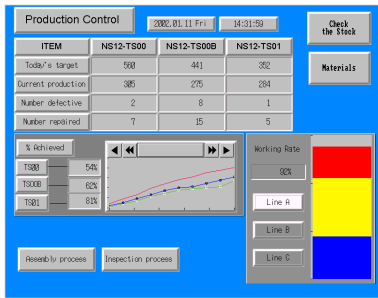 Production Control
2002.01.11 Fri
14:31:59
Check
the Stock
ITEM NS12-TS00 NS12-TS00B NS12-TS01
Today's target 560 441 352
Current production 305 275 284
Number defective 2 8 1
Number repaired 7 15 5
Materials
% Achieved
TS00 54%
TS00B 62%
TS01 81%
Working Rate
92%
Line A
Line B
Line C
Assembly process
Inspection process